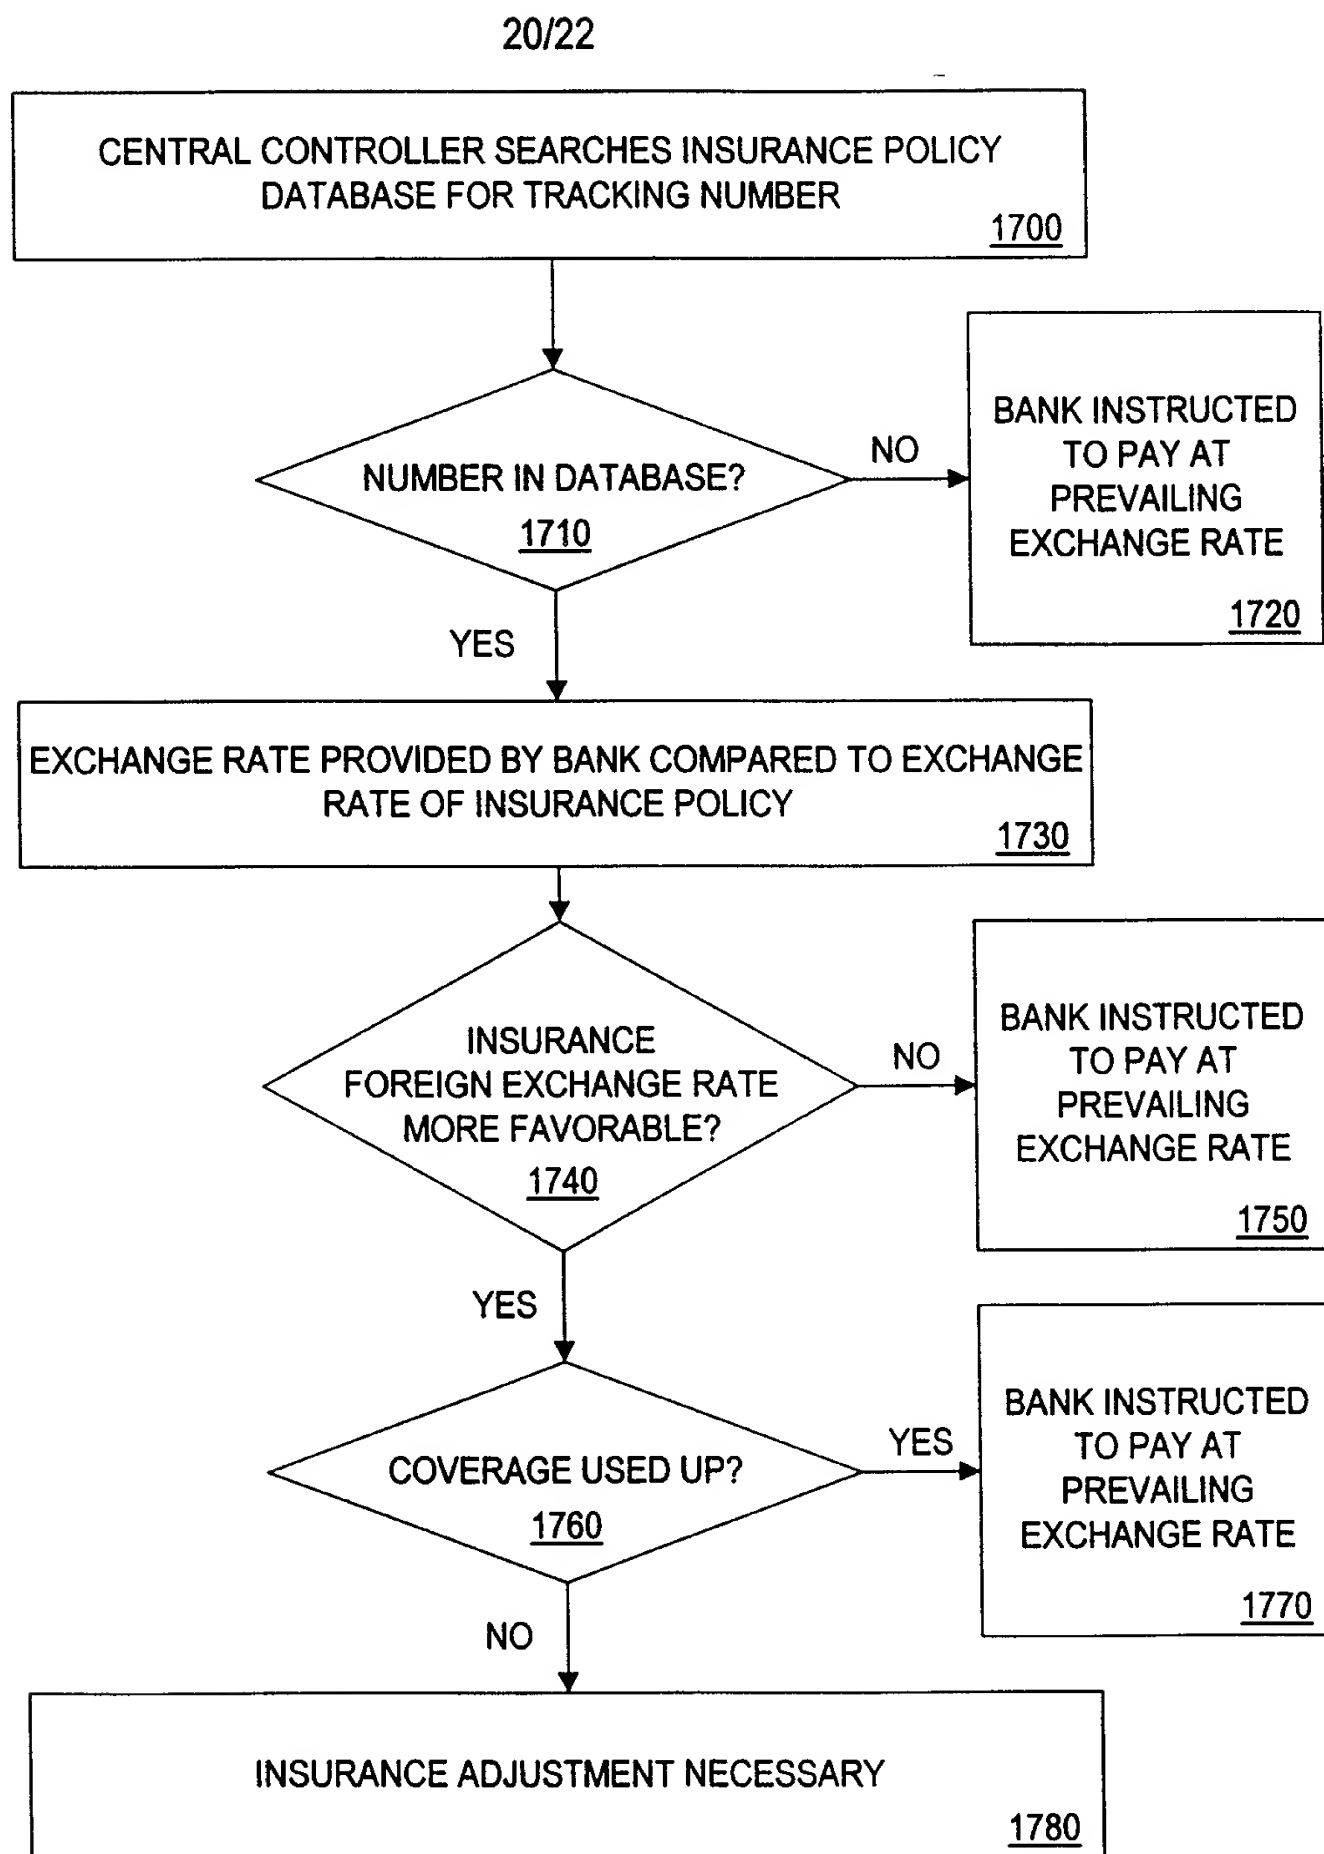 20/22
CENTRAL CONTROLLER SEARCHES INSURANCE POLICY
DATABASE FOR TRACKING NUMBER
1700
NUMBER IN DATABASE?
1710
NO
BANK INSTRUCTED
TO PAY AT
PREVAILING
EXCHANGE RATE
1720
YES
EXCHANGE RATE PROVIDED BY BANK COMPARED TO EXCHANGE
RATE OF INSURANCE POLICY
1730
INSURANCE
FOREIGN EXCHANGE RATE
MORE FAVORABLE?
1740
NO
BANK INSTRUCTED
TO PAY AT
PREVAILING
EXCHANGE RATE
1750
YES
COVERAGE USED UP?
1760
YES
BANK INSTRUCTED
TO PAY AT
PREVAILING
EXCHANGE RATE
1770
NO
INSURANCE ADJUSTMENT NECESSARY
1780